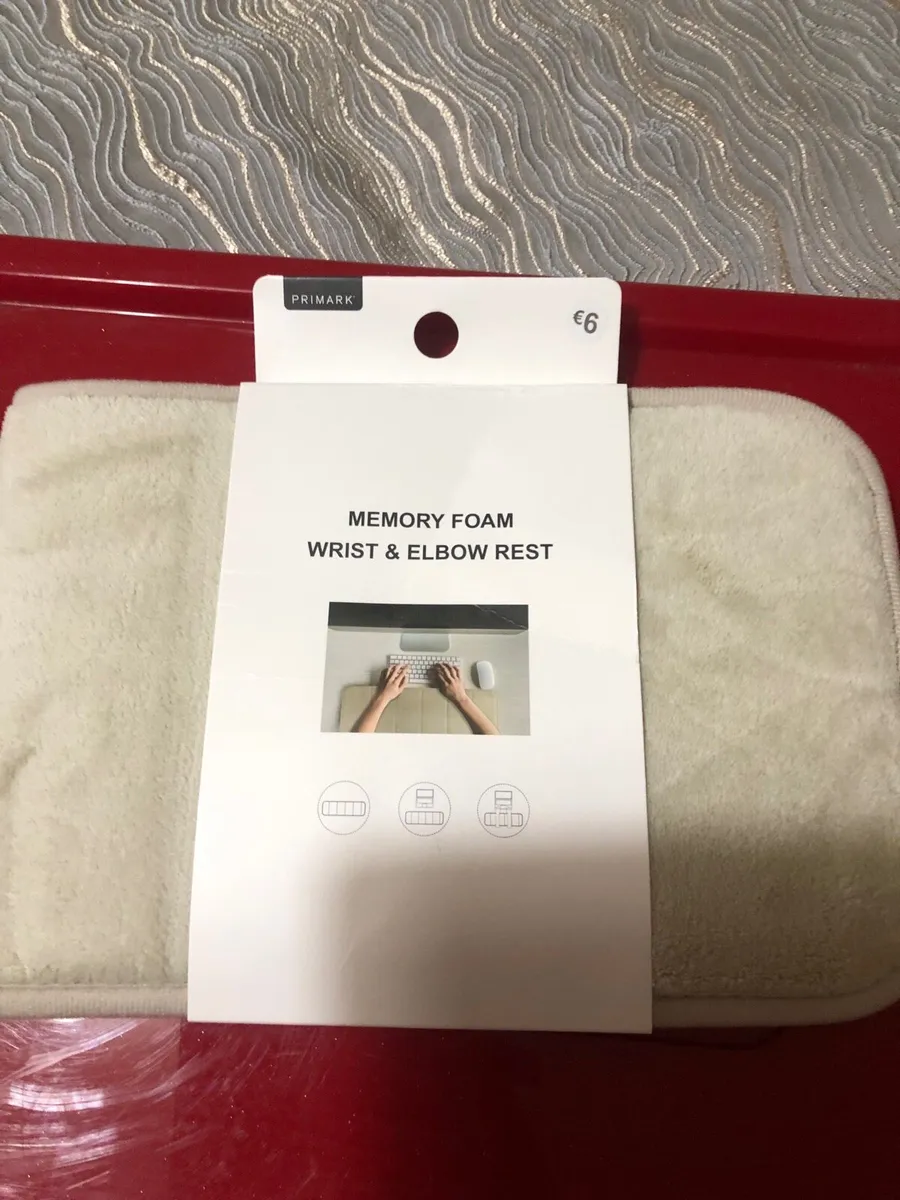 PRIMARK
€6
MEMORY FOAM
WRIST & ELBOW REST